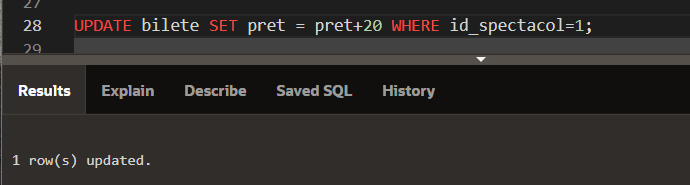 27
28 UPDATE bilete SET pret = pret+20 WHERE id_spectacol=1;
29
Results Explain Describe Saved SQL History
1 row(s) updated.